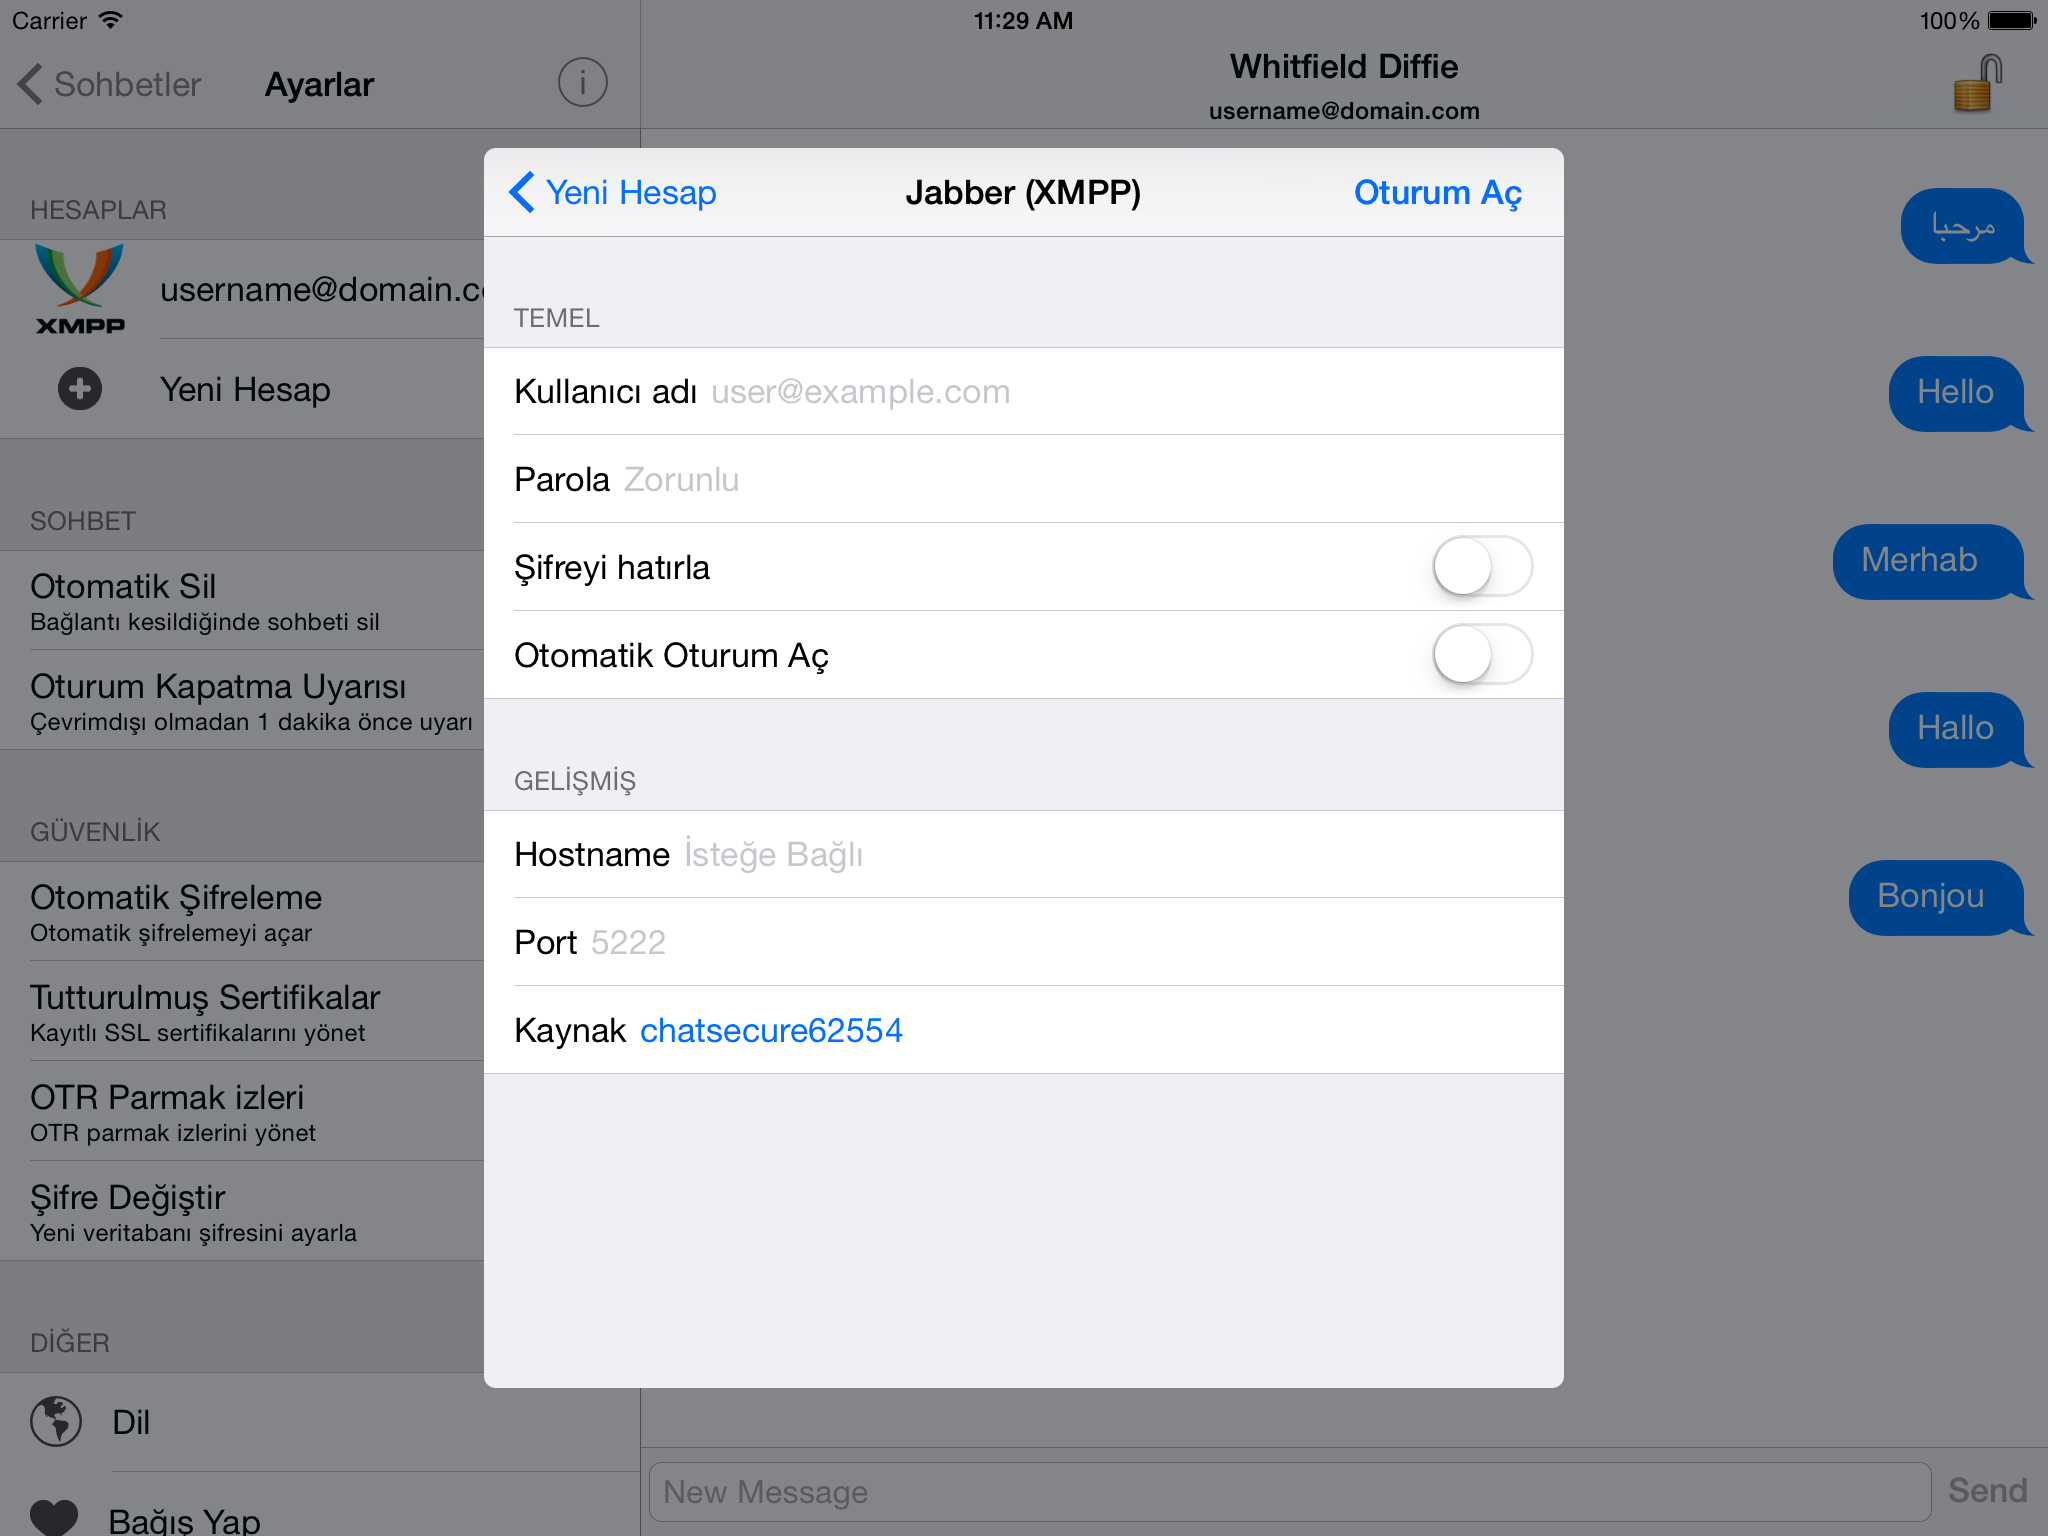 Carrier
11:29 AM
100%
Sohbetler
Ayarlar
Whitfield Diffie
username@domain.com
HESAPLAR
XMPP
username@domain.c
Yeni Hesap
SOHBET
Otomatik Sil
Bağlantı kesildiğinde sohbeti sil
Oturum Kapatma Uyarısı
Çevrimdışı olmadan 1 dakika önce uyarı
GÜVENLİK
Otomatik Şifreleme
Otomatik şifrelemeyi açar
Tutturulmuş Sertifikalar
Kayıtlı SSL sertifikalarını yönet
OTR Parmak izleri
OTR parmak izlerini yönet
Şifre Değiştir
Yeni veritabanı şifresini ayarla
DİĞER
Dil
Bağış Yap
Yeni Hesap
Jabber (XMPP)
Oturum Aç
TEMEL
Kullanıcı adı user@example.com
Parola Zorunlu
Şifreyi hatırla
Otomatik Oturum Aç
GELİŞMİŞ
Hostname İsteğe Bağlı
Port 5222
Kaynak chatsecure62554
مرحبا
Hello
Merhab
Hallo
Bonjou
New Message
Send